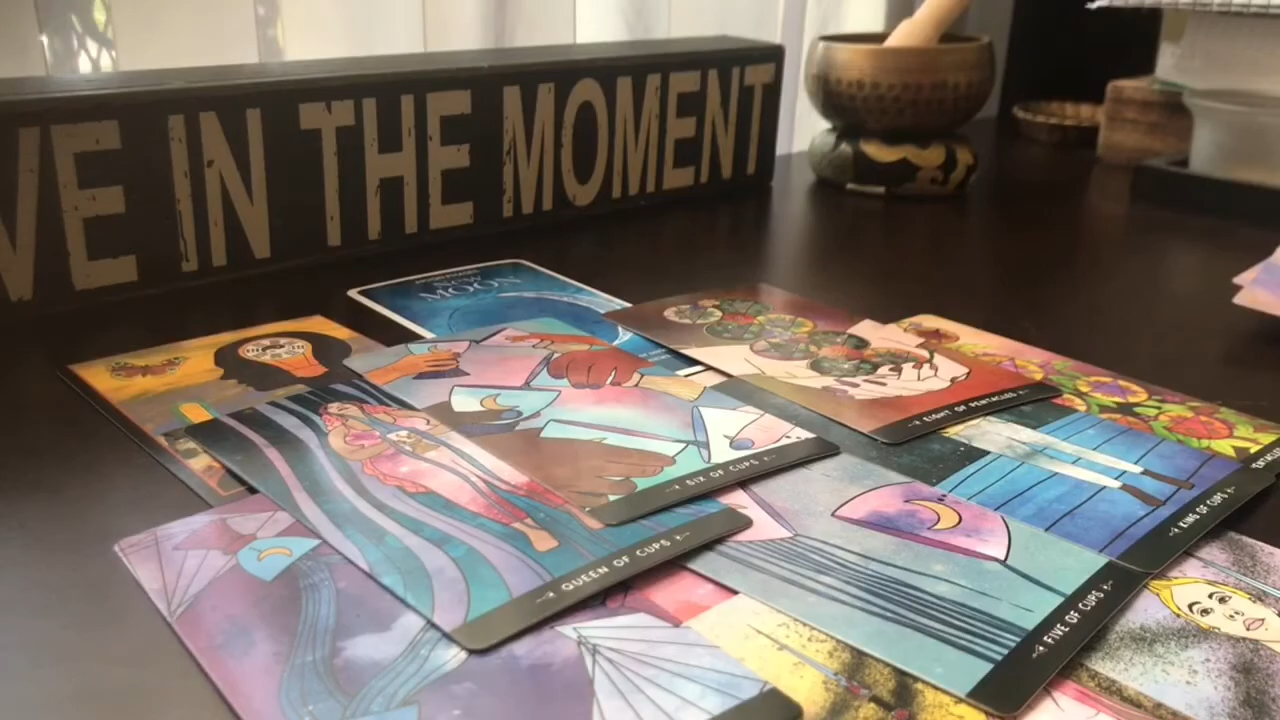 VE IN THE MOMENT
NEW
MOON
EIGHT OF PENTACLES
SIX OF CUPS
KING OF CUPS
QUEEN OF CUPS
FIVE OF CUPS